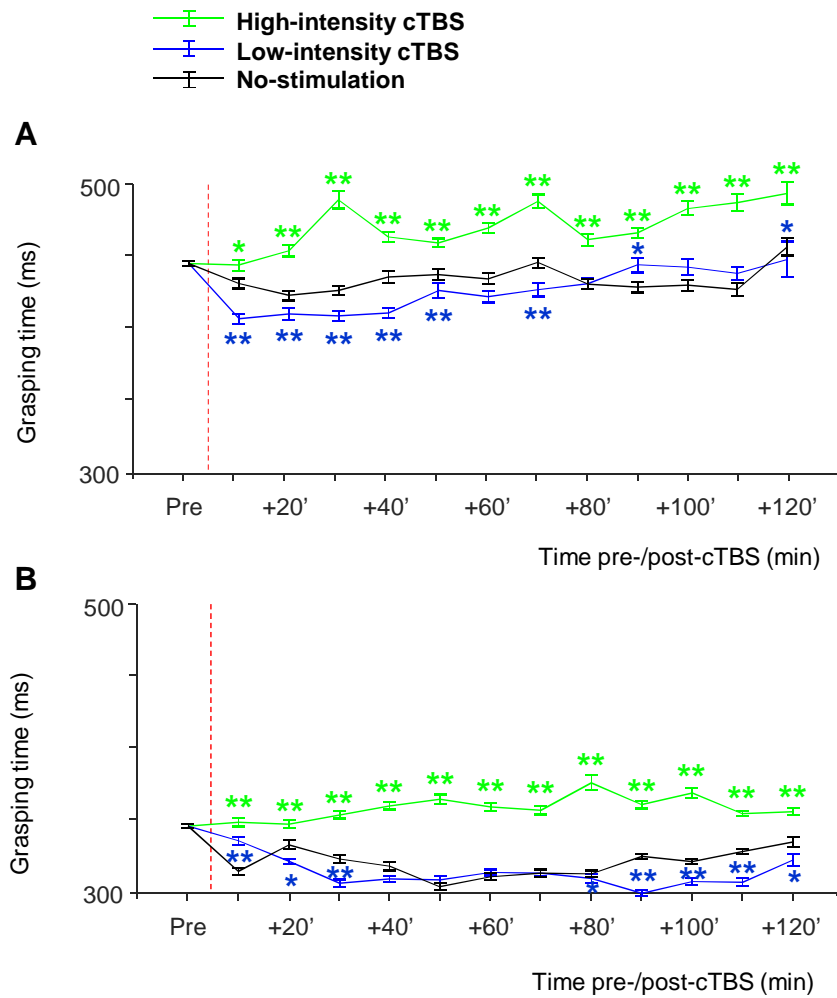 High-intensity cTBS
Low-intensity cTBS
No-stimulation
A
500
** ** **
** ** ** ** ** **
* ** ** *
*
Grasping time (ms)
** ** ** ** ** **
300
Pre +20’ +40’ +60’ +80’ +100’ +120’
Time pre-/post-cTBS (min)
B
500
Grasping time (ms)
** ** ** ** ** ** ** ** ** ** ** **
** * ** * ** ** ** *
300
Pre +20’ +40’ +60’ +80’ +100’ +120’
Time pre-/post-cTBS (min)